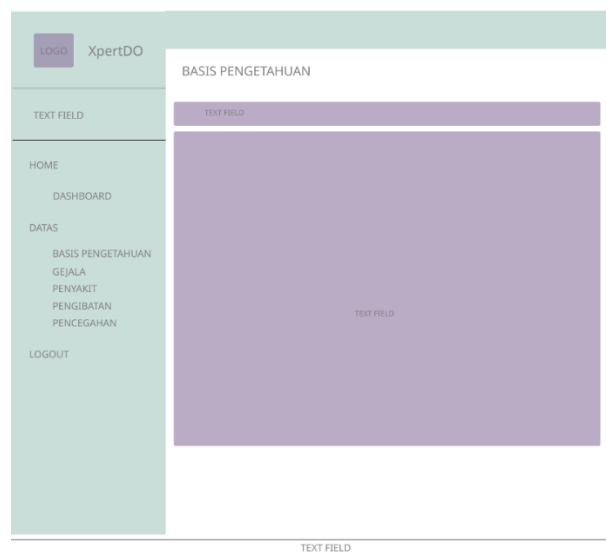 LOGO XpertDO
TEXT FIELD
HOME
DASHBOARD
DATAS
BASIS PENGETAHUAN
GEJALA
PENYAKIT
PENGIBATAN
PENCEGAHAN
LOGOUT
BASIS PENGETAHUAN
TEXT FIELD
TEXT FIELD
TEXT FIELD